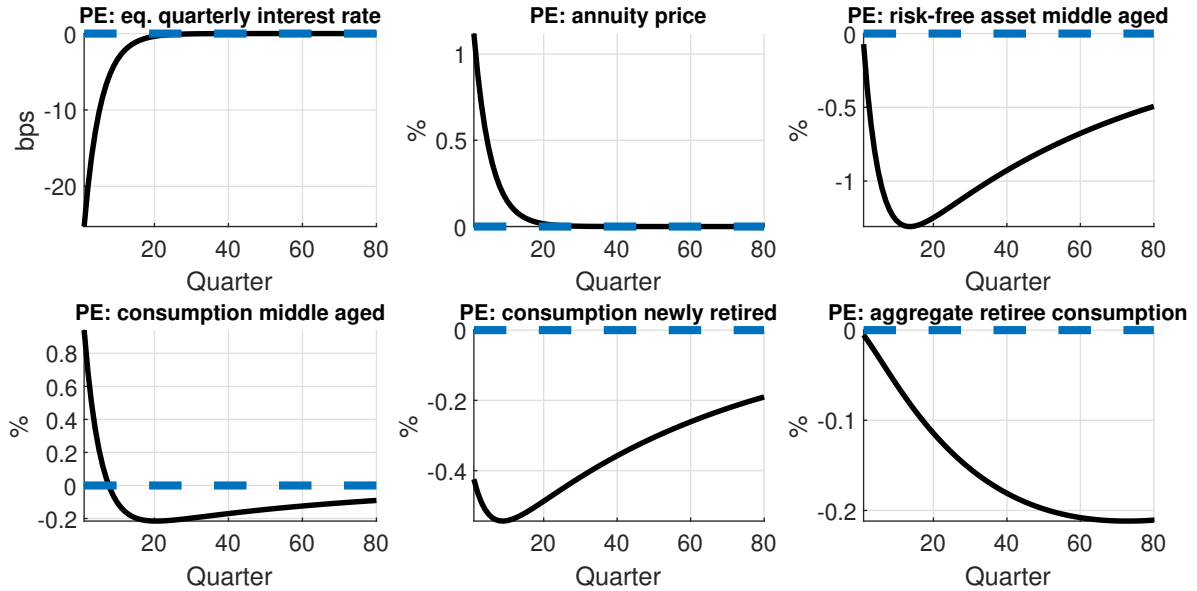 PE: eq. quarterly interest rate
0
-10
-20
bps
20 40 60 80
Quarter
PE: annuity price
1
0.5
0
%
20 40 60 80
Quarter
PE: risk-free asset middle aged
0
-0.5
-1
%
20 40 60 80
Quarter
PE: consumption middle aged
0.8
0.6
0.4
0.2
0
-0.2
%
20 40 60 80
Quarter
PE: consumption newly retired
0
-0.2
-0.4
%
20 40 60 80
Quarter
PE: aggregate retiree consumption
0
-0.1
-0.2
%
20 40 60 80
Quarter